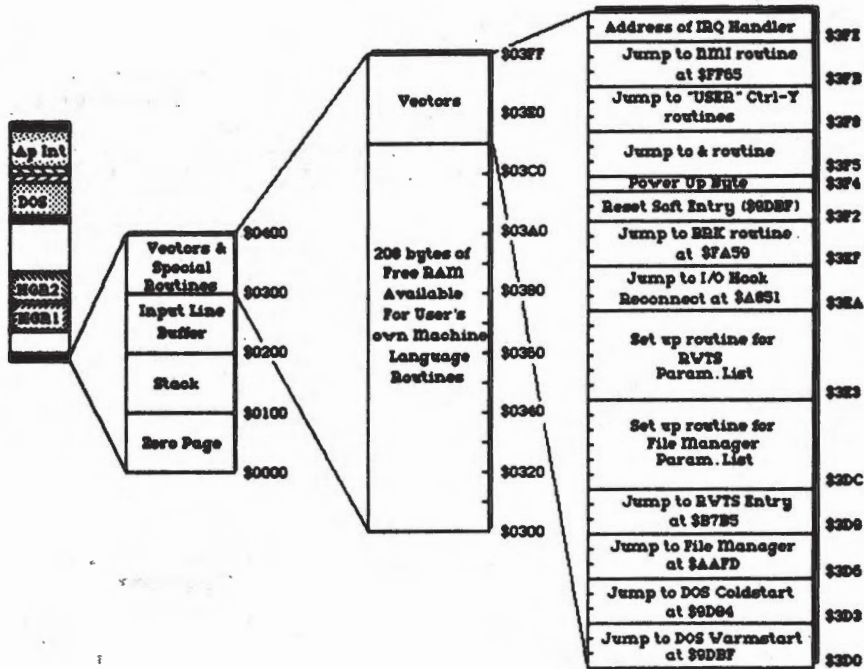 Ap Int
DOS
HGR2
HGR1
$0400
Vectors &
Special
Routines
$0300
Input Line
Buffer
$0200
Stack
$0100
Zero Page
$0000
$03FF
Vectors
$03E0
$03C0
$03A0
208 bytes of
Free RAM
Available
For User's
own Machine
Language
Routines
$0380
$0360
$0340
$0320
$0300
Address of IRQ Handler
$3FE
Jump to NMI routine
at $FF65
$3FB
Jump to "USER" Ctrl-Y
routines
$3F8
Jump to & routine
$3F5
Power Up Byte
$3F4
Reset Soft Entry ($9DBF)
$3F2
Jump to BRK routine
at $FA59
$3EF
Jump to I/O Hook
Reconnect at $A851
$3EA
Set up routine for
RWTS
Param.List
$3E3
Set up routine for
File Manager
Param.List
$3DC
Jump to RWTS Entry
at $B7B5
$3D9
Jump to File Manager
at $AAFD
$3D6
Jump to DOS Coldstart
at $9D84
$3D3
Jump to DOS Warmstart
at $9DBF
$3D0